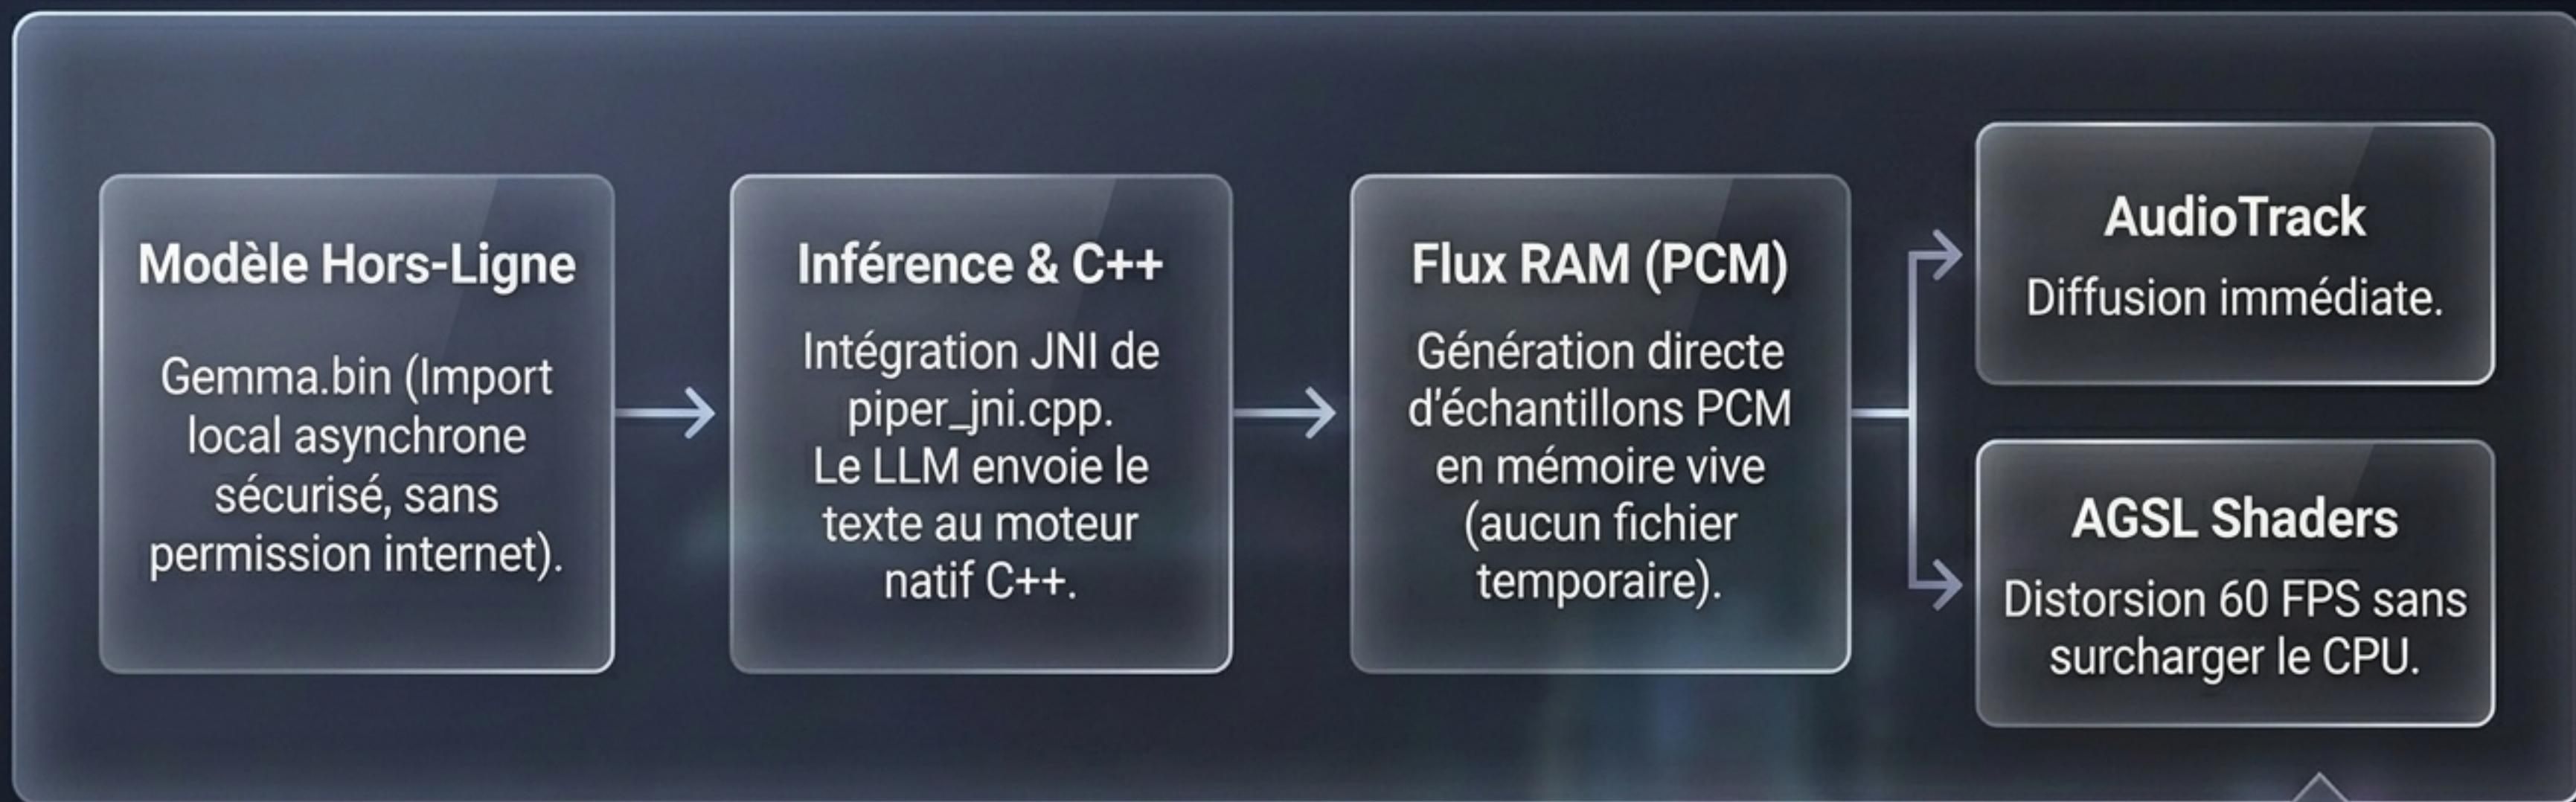 Modèle Hors-Ligne
Gemma.bin (Import
local asynchrone
sécurisé, sans
permission internet).
Inférence & C++
Intégration JNI de
piper_jni.cpp.
Le LLM envoie le
texte au moteur
natif C++.
Flux RAM (PCM)
Génération directe
d'échantillons PCM
en mémoire vive
(aucun fichier
temporaire).
AudioTrack
Diffusion immédiate.
AGSL Shaders
Distorsion 60 FPS sans
surcharger le CPU.